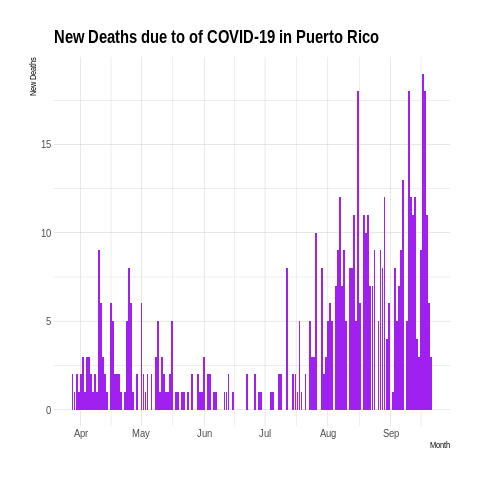 New Deaths due to of COVID-19 in Puerto Rico
New Deaths
15
10
5
0
Apr May Jun Jul Aug Sep
Month